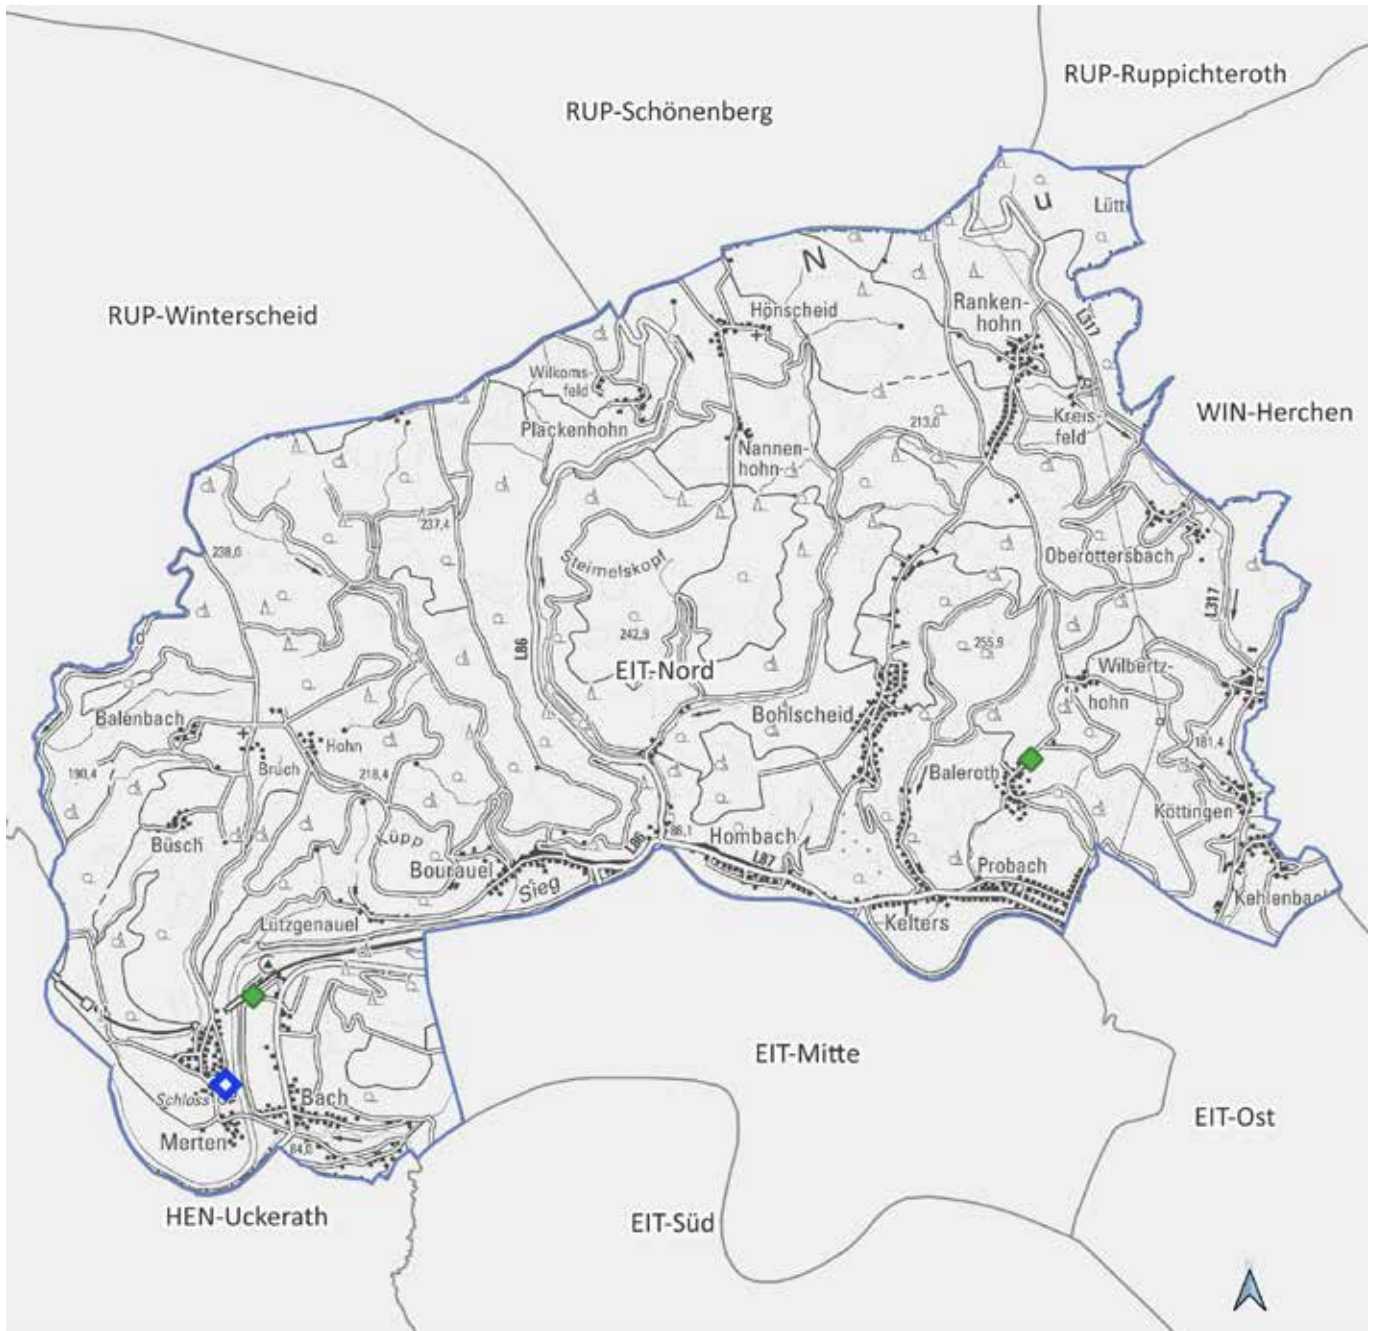 RUP-Ruppichteroth
RUP-Schönenberg
u
N
RUP-Winterscheid
Hönscheid
Ranken-
hohn
L317
Wilkoms-
feld
Plackenhohn
WIN-Herchen
Kreis-
feld
213,0
Nannen-
hohn
237,4
238,0
Steimelskopf
Oberottersbach
L317
L86
242,9
255,9
EIT-Nord
Wilbertz-
hohn
Balenbach
Bohlscheid
Hohn
Bruch
181,4
190,4
218,4
Baleroth
Köttingen
Büsch
Küpp
Hombach
L86
L87
Probach
Bourauel
Sieg
Kelters
Lützgenauel
EIT-Mitte
Schloss
Bach
EIT-Ost
Merten
84,0
HEN-Uckerath
EIT-Süd